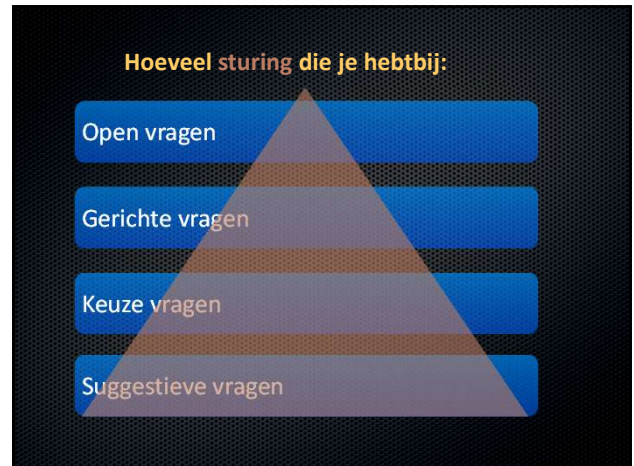 Hoeveel sturing die je hebtbij:
Open vragen
Gerichte vragen
Keuze vragen
Suggestieve vragen